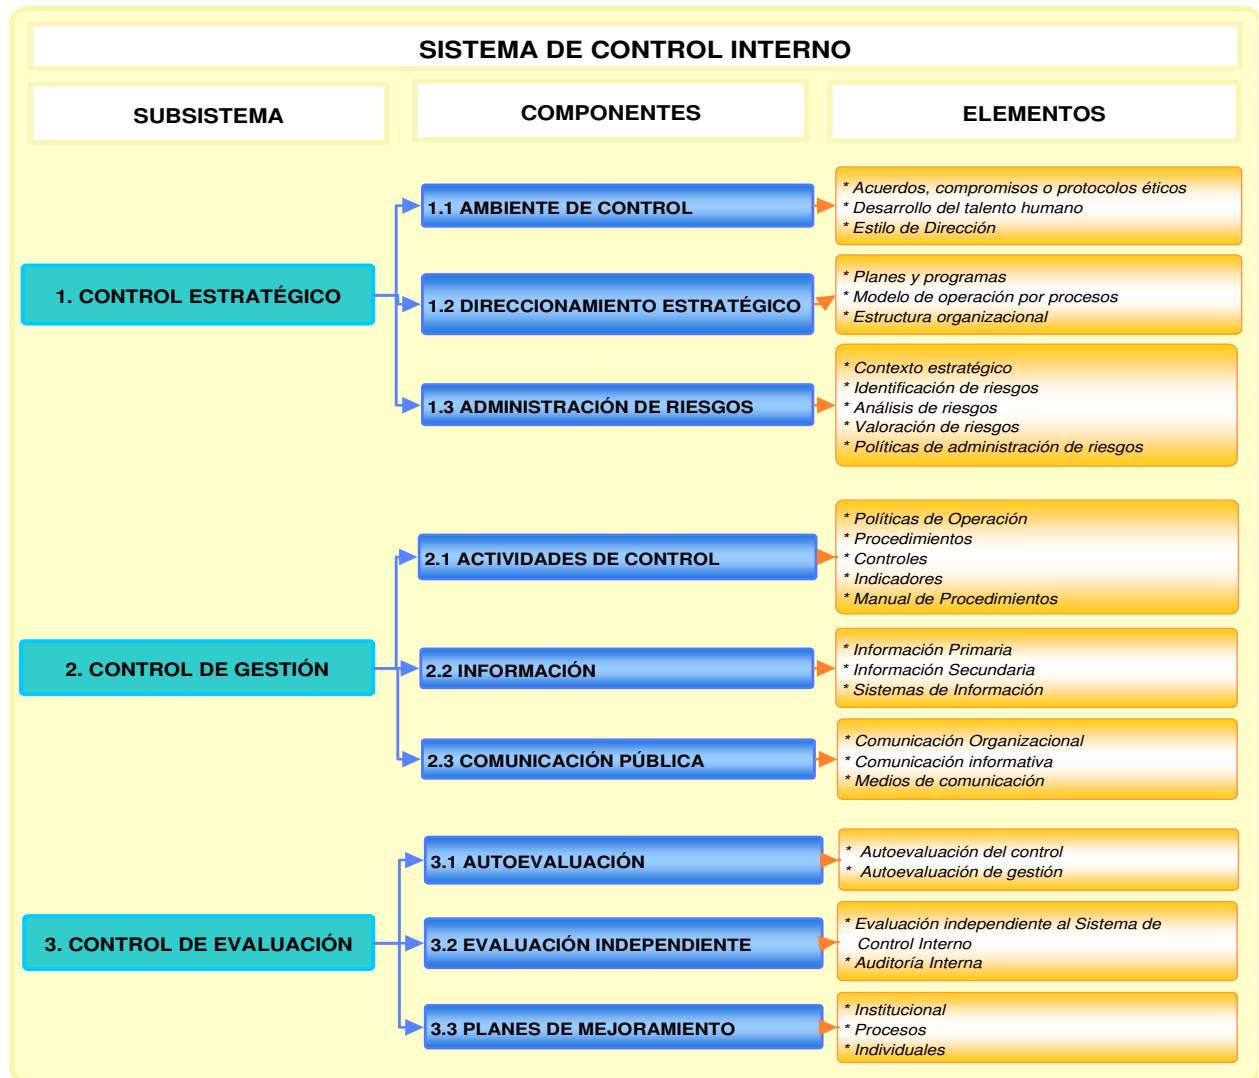 SISTEMA DE CONTROL INTERNO
SUBSISTEMA
COMPONENTES
ELEMENTOS
1. CONTROL ESTRATÉGICO
1.1 AMBIENTE DE CONTROL
* Acuerdos, compromisos o protocolos éticos
* Desarrollo del talento humano
* Estilo de Dirección
1.2 DIRECCIONAMIENTO ESTRATÉGICO
* Planes y programas
* Modelo de operación por procesos
* Estructura organizacional
1.3 ADMINISTRACIÓN DE RIESGOS
* Contexto estratégico
* Identificación de riesgos
* Análisis de riesgos
* Valoración de riesgos
* Políticas de administración de riesgos
2. CONTROL DE GESTIÓN
2.1 ACTIVIDADES DE CONTROL
* Políticas de Operación
* Procedimientos
* Controles
* Indicadores
* Manual de Procedimientos
2.2 INFORMACIÓN
* Información Primaria
* Información Secundaria
* Sistemas de Información
2.3 COMUNICACIÓN PÚBLICA
* Comunicación Organizacional
* Comunicación informativa
* Medios de comunicación
3. CONTROL DE EVALUACIÓN
3.1 AUTOEVALUACIÓN
* Autoevaluación del control
* Autoevaluación de gestión
3.2 EVALUACIÓN INDEPENDIENTE
* Evaluación independiente al Sistema de
Control Interno
* Auditoría Interna
3.3 PLANES DE MEJORAMIENTO
* Institucional
* Procesos
* Individuales